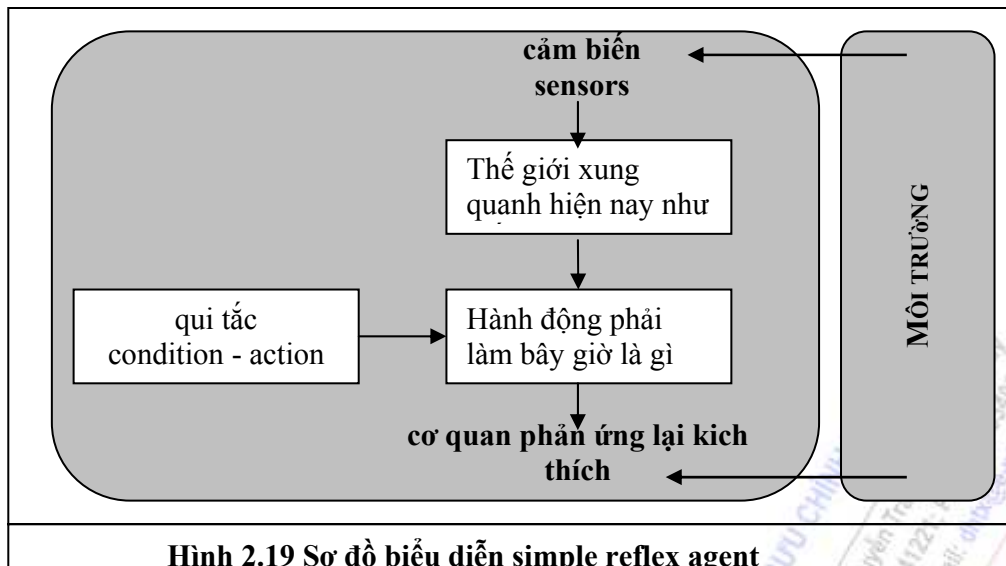 cảm biến
sensors
Thế giới xung
quanh hiện nay như
qui tắc
condition - action
Hành động phải
làm bây giờ là gì
cơ quan phản ứng lại kich
thích
MÔI TRƯờNG
Hình 2.19 Sơ đồ biểu diễn simple reflex agent